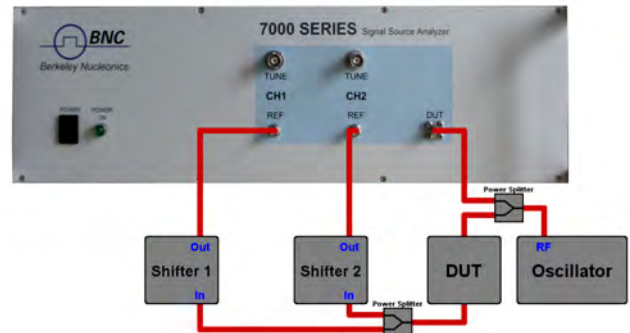 7000 SERIES Signal Source Analyzer
BNC
Berkeley Nucleonics
TUNE
TUNE
CH1
CH2
POWER
POWER ON
REF
REF
DUT
Power Splitter
Out
Shifter 1
In
Out
Shifter 2
In
DUT
RF
Oscillator
Power Splitter